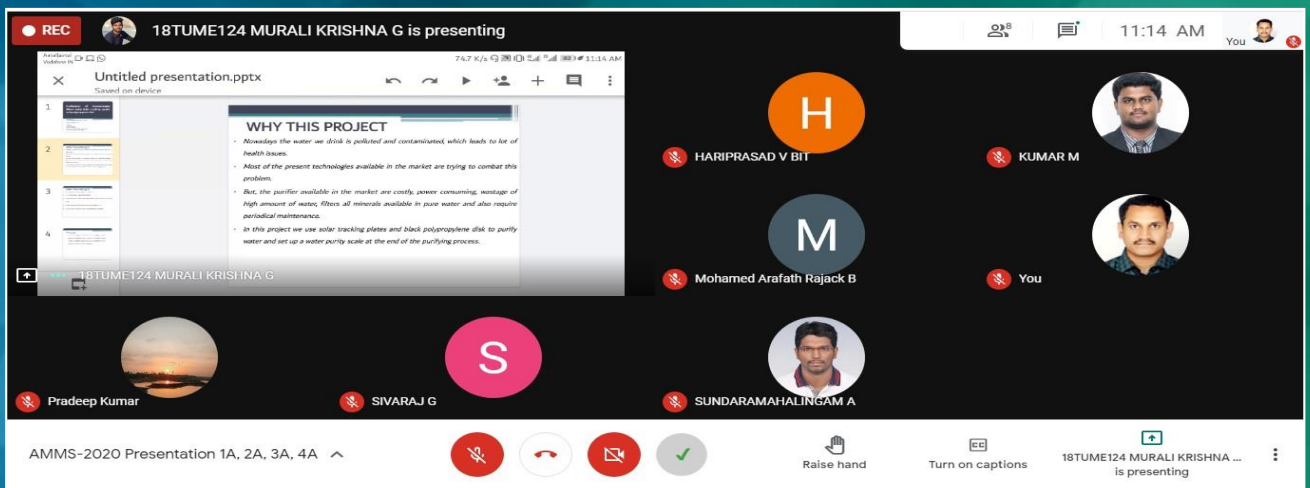 REC
18TUME124 MURALI KRISHNA G is presenting
8
11:14 AM
You
74.7 K/s
11:14 AM
Untitled presentation.pptx
Saved on device
1
2
3
4
WHY THIS PROJECT
• Nowadays the water we drink is polluted and contaminated, which leads to lot of
health issues.
• Most of the present technologies available in the market are trying to combat this
problem.
• But, the purifier available in the market are costly, power consuming, wastage of
high amount of water, filters all minerals available in pure water and also require
periodical maintenance.
• In this project we use solar tracking plates and black polypropylene disk to purify
water and set up a water purity scale at the end of the purifying process.
18TUME124 MURALI KRISHNA G
H
HARIPRASAD V BIT
KUMAR M
M
Mohamed Arafath Rajack B
You
Pradeep Kumar
S
SIVARAJ G
SUNDARAMAHALINGAM A
AMMS-2020 Presentation 1A, 2A, 3A, 4A
Raise hand
CC
Turn on captions
18TUME124 MURALI KRISHNA ...
is presenting